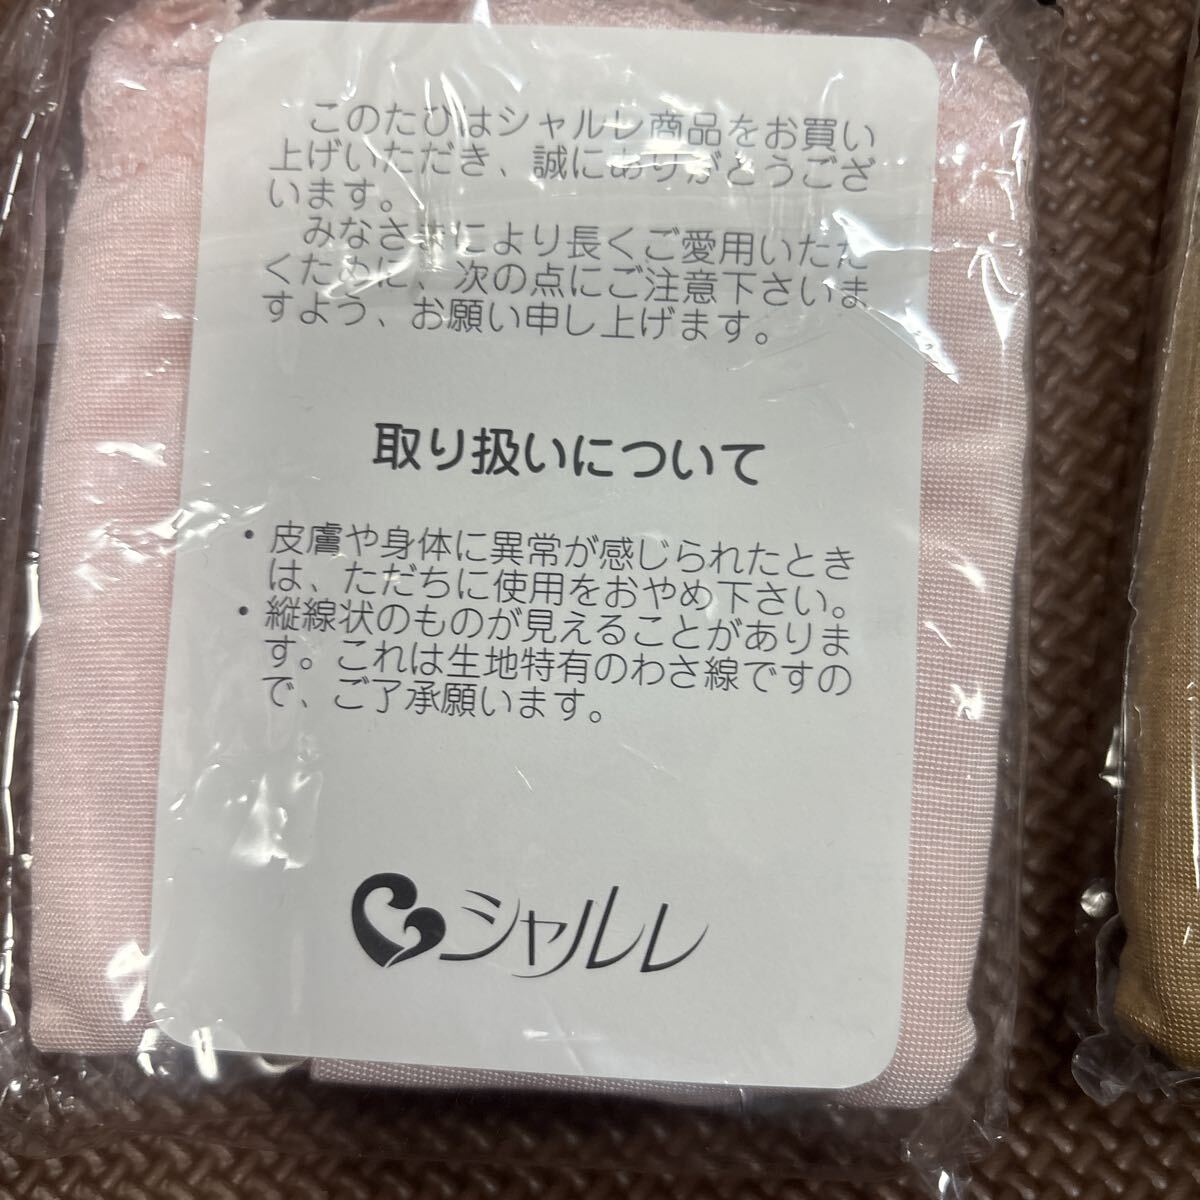 このたびはシャルレ商品をお買い
上げいただき、誠にありがとうござ
います。
みなさまにより長くご愛用いただ
くために、次の点にご注意下さいま
すよう、お願い申し上げます。
取り扱いについて
・皮膚や身体に異常が感じられたとき
は、ただちに使用をおやめ下さい。
・縦線状のものが見えることがありま
す。これは生地特有のわさ線ですの
で、ご了承願います。
シャルレ